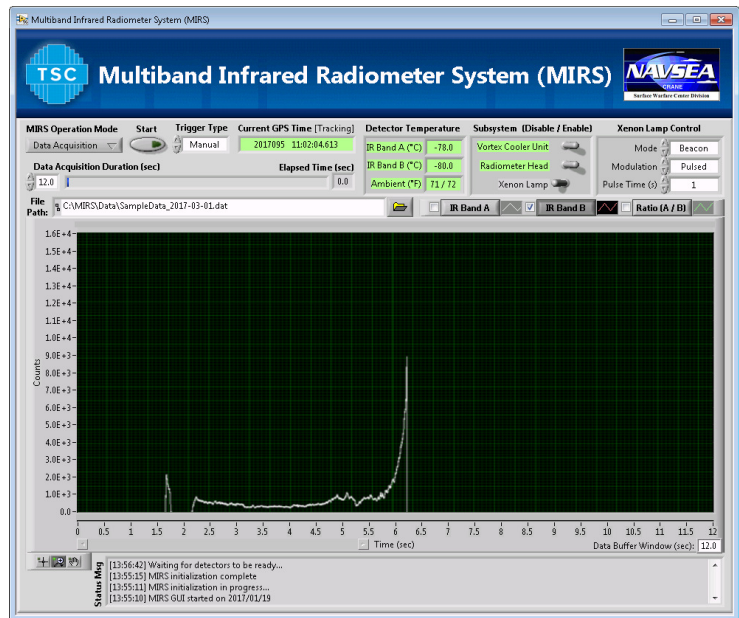 Multiband Infrared Radiometer System (MIRS)
TSC Multiband Infrared Radiometer System (MIRS) NAVSEA
CRANE
Surface Warfare Center Division
MIRS Operation Mode Start Trigger Type Current GPS Time [Tracking] Detector Temperature Subsystem (Disable / Enable) Xenon Lamp Control
Data Acquisition Manual 2017095 11:02:04.613 IR Band A (°C) -78.0 Vortex Cooler Unit Mode Beacon
Data Acquisition Duration (sec) Elapsed Time (sec) IR Band B (°C) -80.0 Radiometer Head Modulation Pulsed
12.0 0.0 Ambient (°F) 71 / 72 Xenon Lamp Pulse Time (s) 1
File Path: C:\MIRS\Data\SampleData_2017-03-01.dat IR Band A IR Band B Ratio (A / B)
1.6E+4
1.5E+4
1.4E+4
1.3E+4
1.2E+4
1.1E+4
1.0E+4
9.0E+3
8.0E+3
7.0E+3
6.0E+3
5.0E+3
4.0E+3
3.0E+3
2.0E+3
1.0E+3
0.0
Counts
0 0.5 1 1.5 2 2.5 3 3.5 4 4.5 5 5.5 6 6.5 7 7.5 8 8.5 9 9.5 10 10.5 11 11.5 12
Time (sec) Data Buffer Window (sec): 12.0
Status Msg
[13:56:42] Waiting for detectors to be ready...
[13:55:15] MIRS initialization complete
[13:55:11] MIRS initialization in progress...
[13:55:10] MIRS GUI started on 2017/01/19